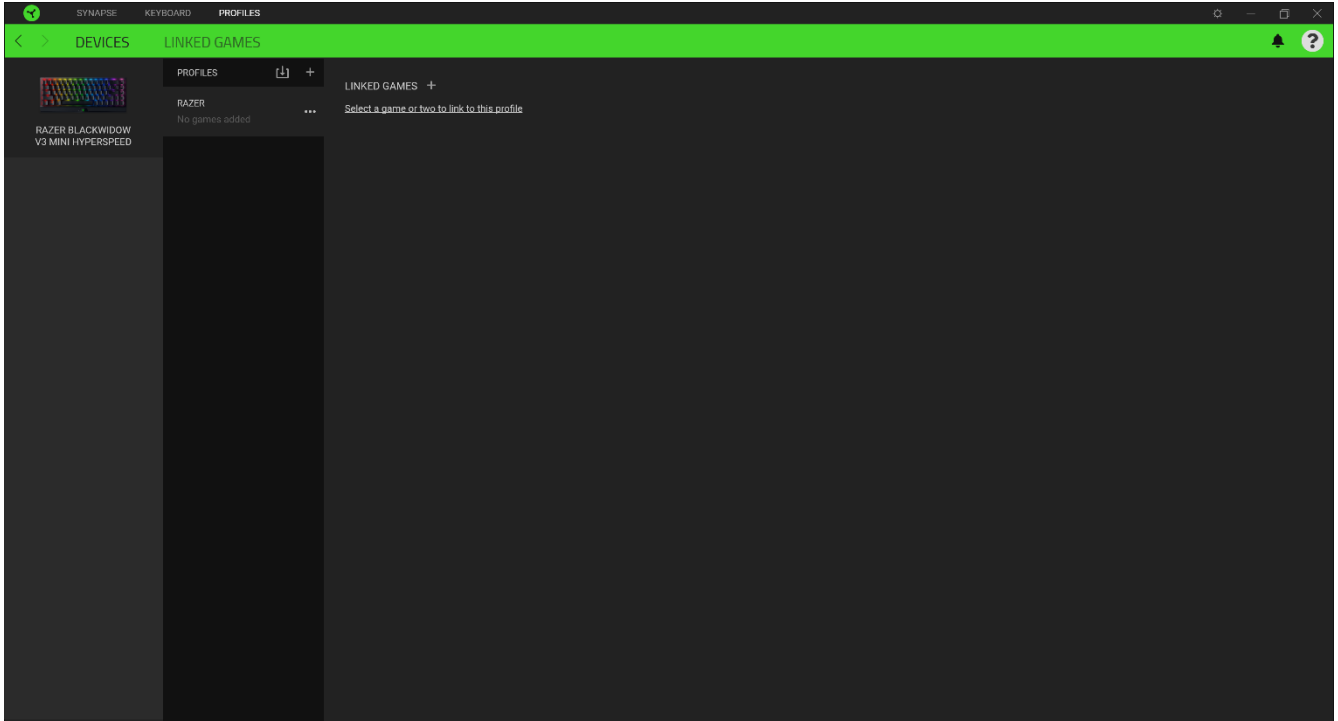 SYNAPSE KEYBOARD PROFILES
DEVICES LINKED GAMES
RAZER BLACKWIDOW
V3 MINI HYPERSPEED
PROFILES
RAZER
No games added
LINKED GAMES +
Select a game or two to link to this profile